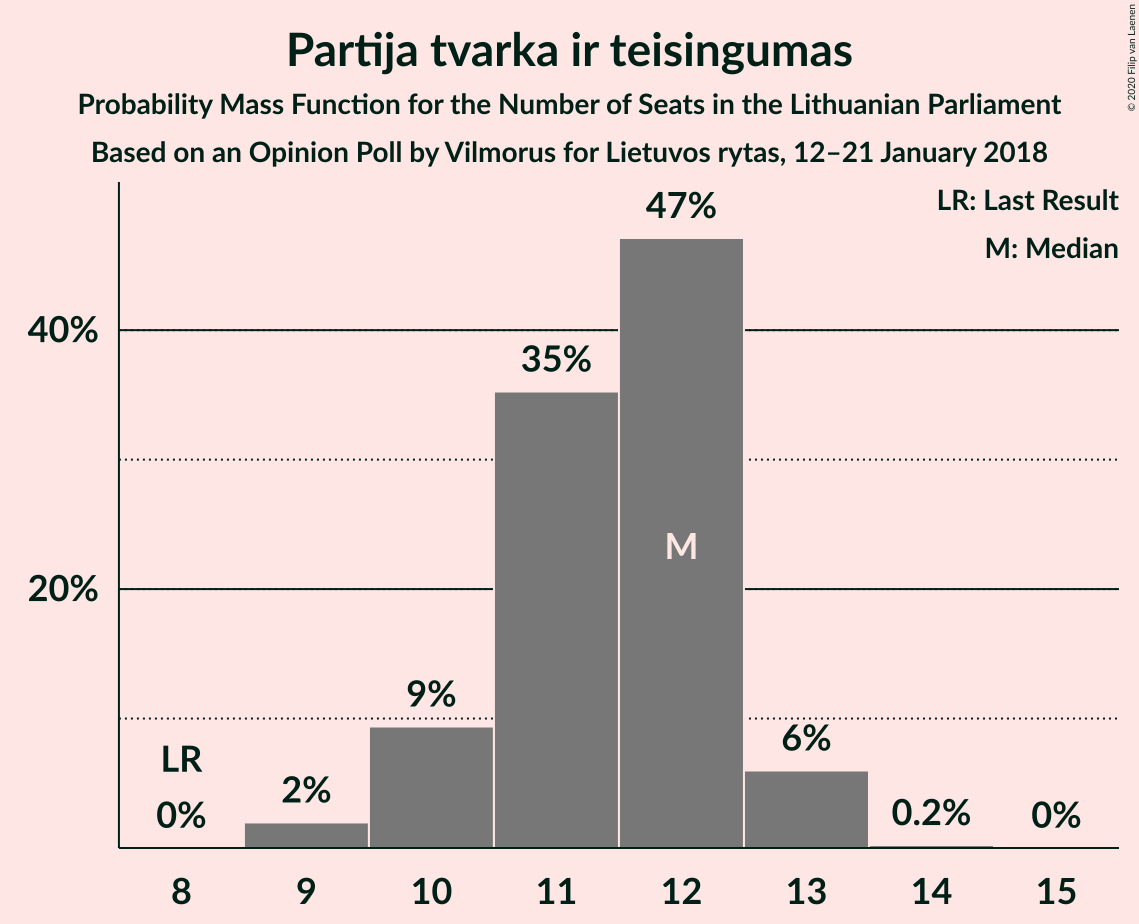 Partija tvarka ir teisingumas
Probability Mass Function for the Number of Seats in the Lithuanian Parliament
Based on an Opinion Poll by Vilmorus for Lietuvos rytas, 12–21 January 2018
© 2020 Filip van Laenen
LR: Last Result
M: Median
47%
40%
35%
M
20%
9%
6%
LR
2%
0%
0.2%
0%
8 9 10 11 12 13 14 15